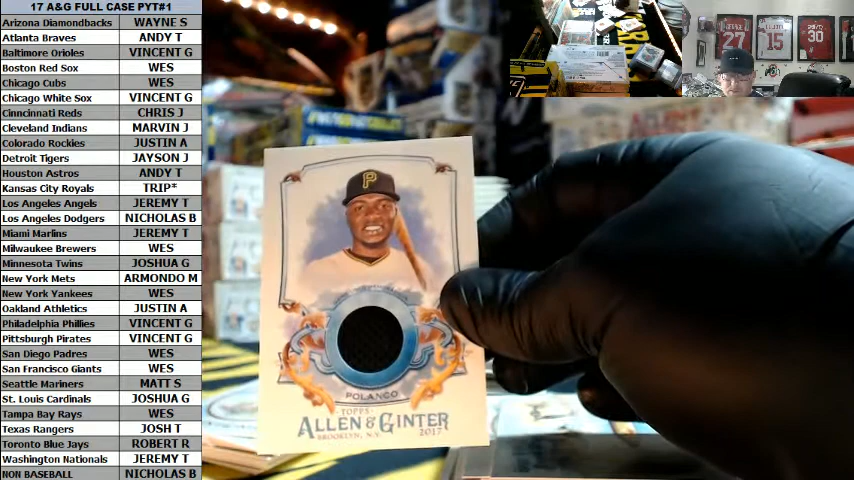 17 A&G FULL CASE PYT#1
Arizona Diamondbacks WAYNE S
Atlanta Braves ANDY T
Baltimore Orioles VINCENT G
Boston Red Sox WES
Chicago Cubs WES
Chicago White Sox VINCENT G
Cinncinati Reds CHRIS J
Cleveland Indians MARVIN J
Colorado Rockies JUSTIN A
Detroit Tigers JAYSON J
Houston Astros ANDY T
Kansas City Royals TRIP*
Los Angeles Angels JEREMY T
Los Angeles Dodgers NICHOLAS B
Miami Marlins JEREMY T
Milwaukee Brewers WES
Minnesota Twins JOSHUA G
New York Mets ARMONDO M
New York Yankees WES
Oakland Athletics JUSTIN A
Philadelphia Phillies VINCENT G
Pittsburgh Pirates VINCENT G
San Diego Padres WES
San Francisco Giants WES
Seattle Mariners MATT S
St. Louis Cardinals JOSHUA G
Tampa Bay Rays WES
Texas Rangers JOSH T
Toronto Blue Jays ROBERT R
Washington Nationals JEREMY T
NON BASEBALL NICHOLAS B
27
15
30
P
POLANCO
TOPPS
ALLEN & GINTER
BROOKLYN, N.Y. 2017